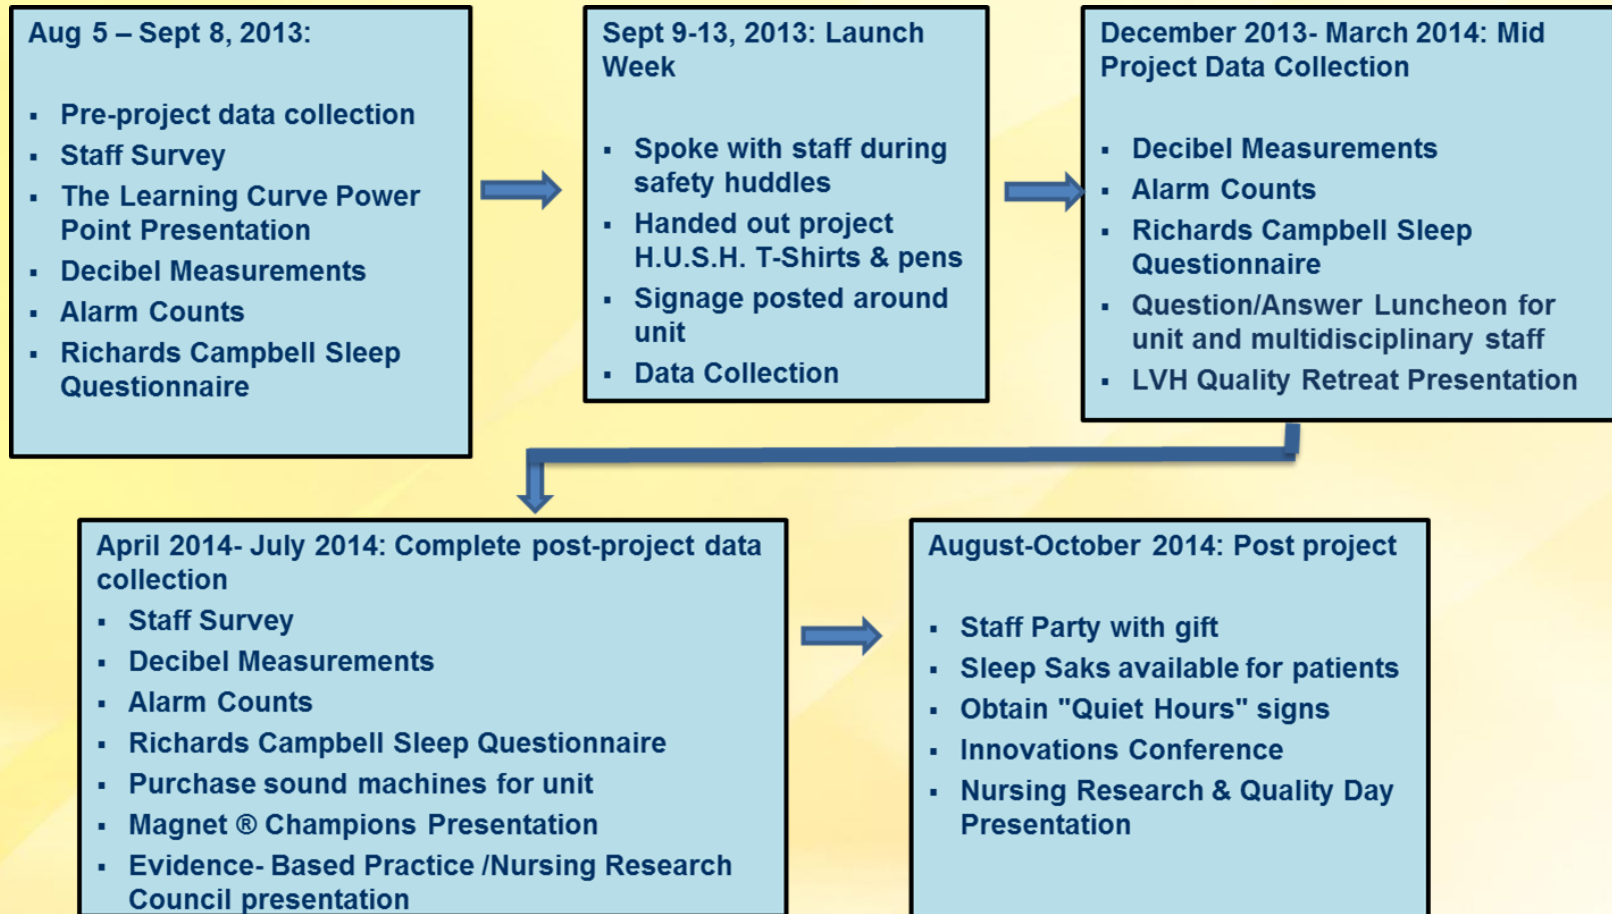 Aug 5 – Sept 8, 2013:
▪ Pre-project data collection
▪ Staff Survey
▪ The Learning Curve Power
Point Presentation
▪ Decibel Measurements
▪ Alarm Counts
▪ Richards Campbell Sleep
Questionnaire
Sept 9-13, 2013: Launch
Week
▪ Spoke with staff during
safety huddles
▪ Handed out project
H.U.S.H. T-Shirts & pens
▪ Signage posted around
unit
▪ Data Collection
December 2013- March 2014: Mid
Project Data Collection
▪ Decibel Measurements
▪ Alarm Counts
▪ Richards Campbell Sleep
Questionnaire
▪ Question/Answer Luncheon for
unit and multidisciplinary staff
▪ LVH Quality Retreat Presentation
April 2014- July 2014: Complete post-project data
collection
▪ Staff Survey
▪ Decibel Measurements
▪ Alarm Counts
▪ Richards Campbell Sleep Questionnaire
▪ Purchase sound machines for unit
▪ Magnet ® Champions Presentation
▪ Evidence- Based Practice /Nursing Research
Council presentation
August-October 2014: Post project
▪ Staff Party with gift
▪ Sleep Saks available for patients
▪ Obtain "Quiet Hours" signs
▪ Innovations Conference
▪ Nursing Research & Quality Day
Presentation